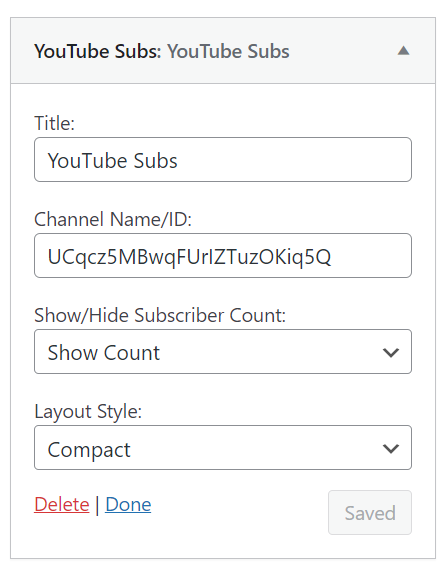 YouTube Subs: YouTube Subs
Title:
YouTube Subs
Channel Name/ID:
UCqcz5MBwqFUrIZTuzOKiq5Q
Show/Hide Subscriber Count:
Show Count
Layout Style:
Compact
Delete | Done
Saved